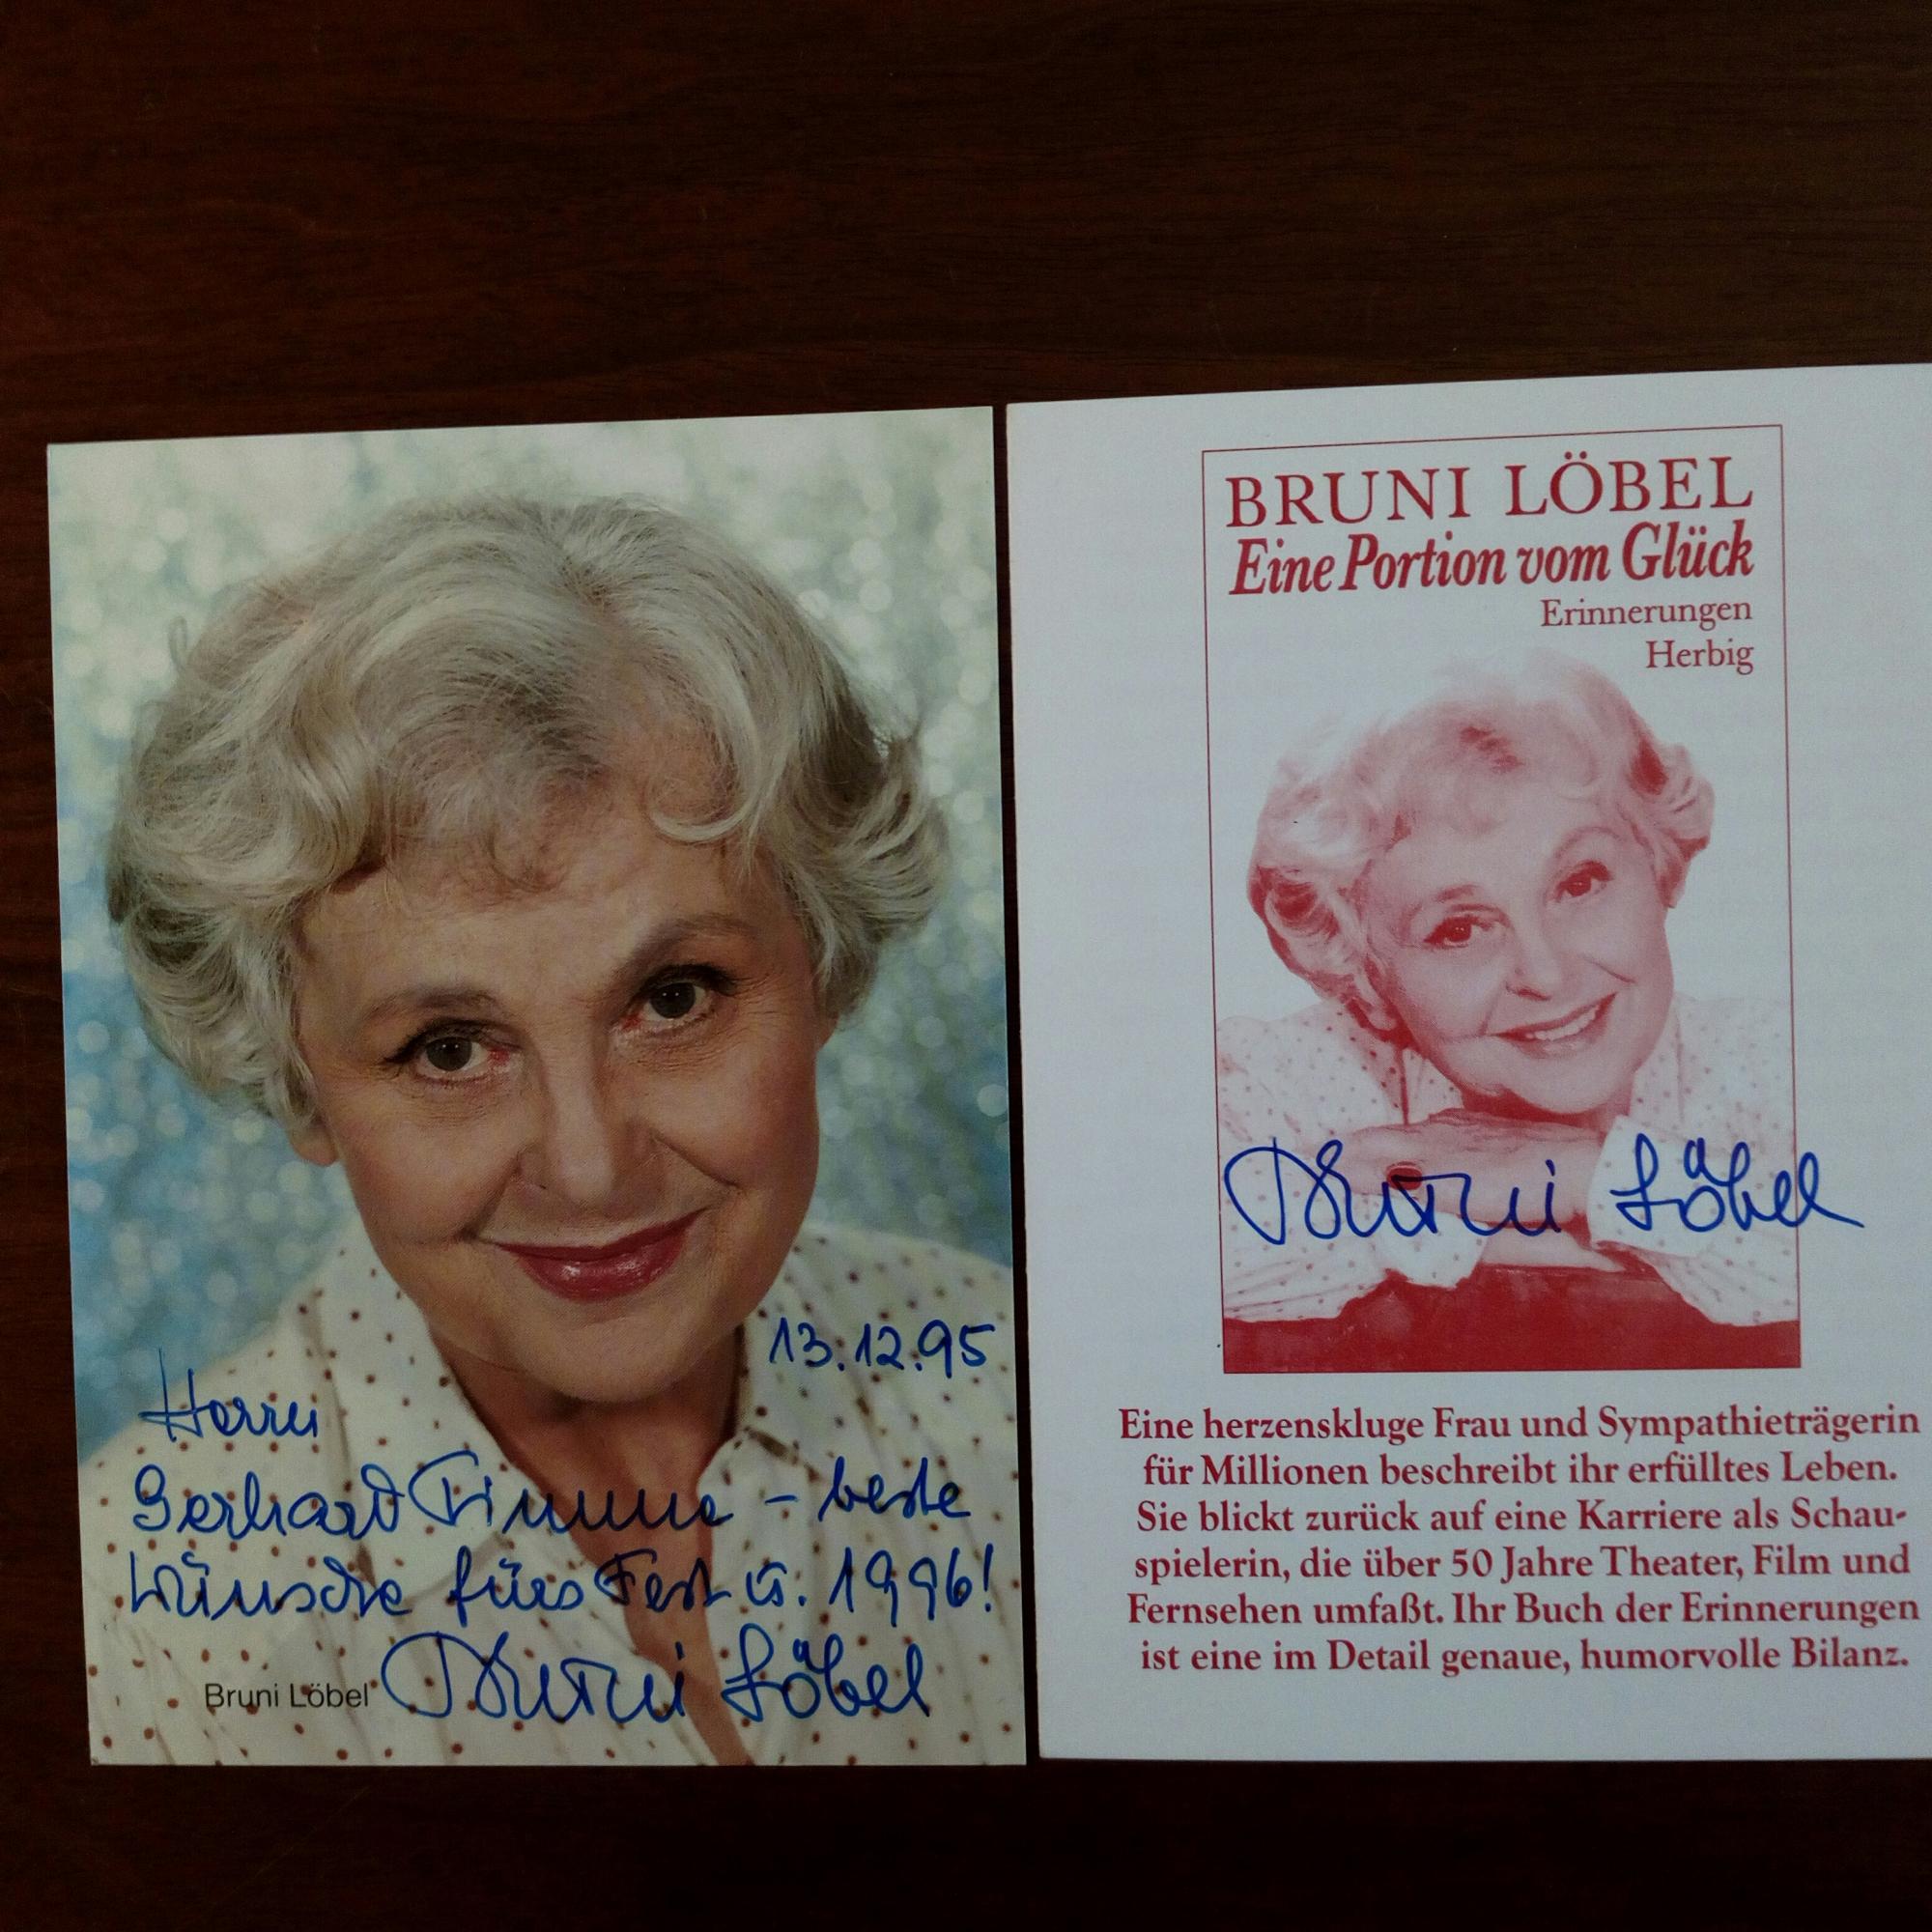 13.12.95
Herrn
Gerhard Timme – beste
Wünsche fürs Fest u. 1996!
Bruni Löbel
Bruni Löbel
BRUNI LÖBEL
Eine Portion vom Glück
Erinnerungen
Herbig
Bruni Löbel
Eine herzenskluge Frau und Sympathieträgerin
für Millionen beschreibt ihr erfülltes Leben.
Sie blickt zurück auf eine Karriere als Schau-
spielerin, die über 50 Jahre Theater, Film und
Fernsehen umfaßt. Ihr Buch der Erinnerungen
ist eine im Detail genaue, humorvolle Bilanz.